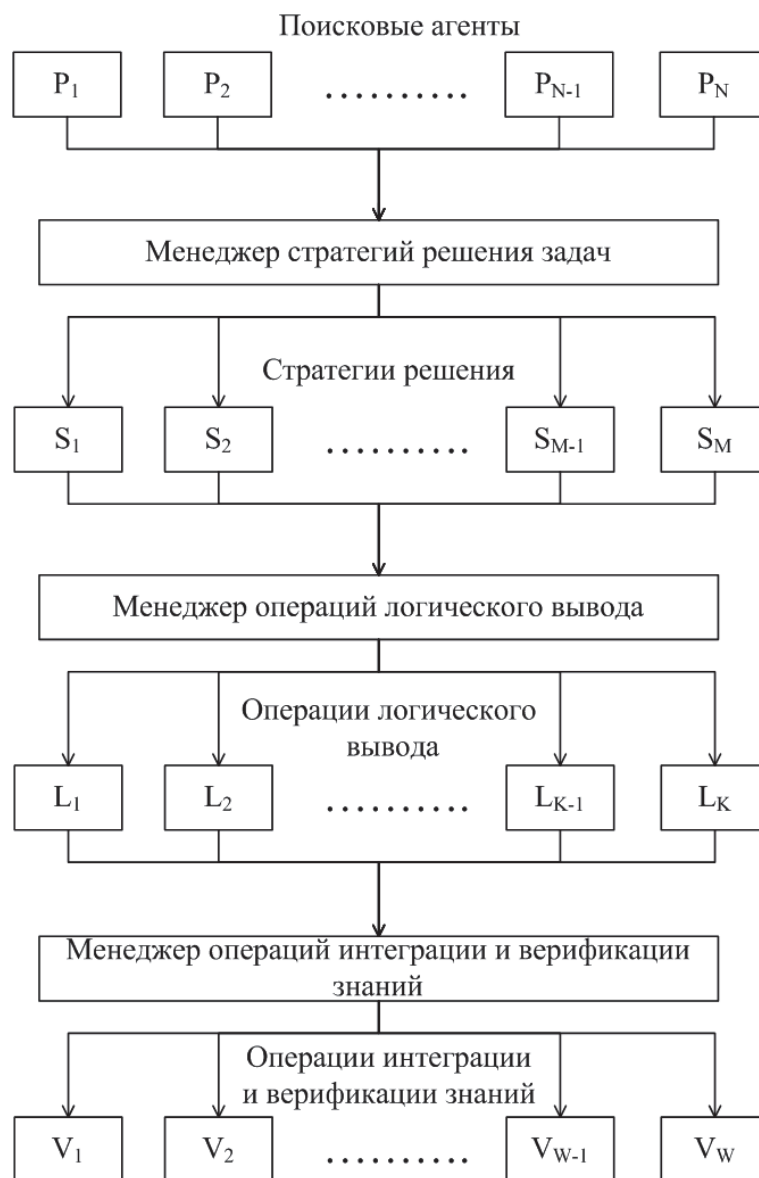 Поисковые агенты
P1 P2 .......... PN-1 PN
Менеджер стратегий решения задач
Стратегии решения
S1 S2 .......... SM-1 SM
Менеджер операций логического вывода
Операции логического
вывода
L1 L2 .......... LK-1 LK
Менеджер операций интеграции и верификации
знаний
Операции интеграции
и верификации знаний
V1 V2 .......... VW-1 VW